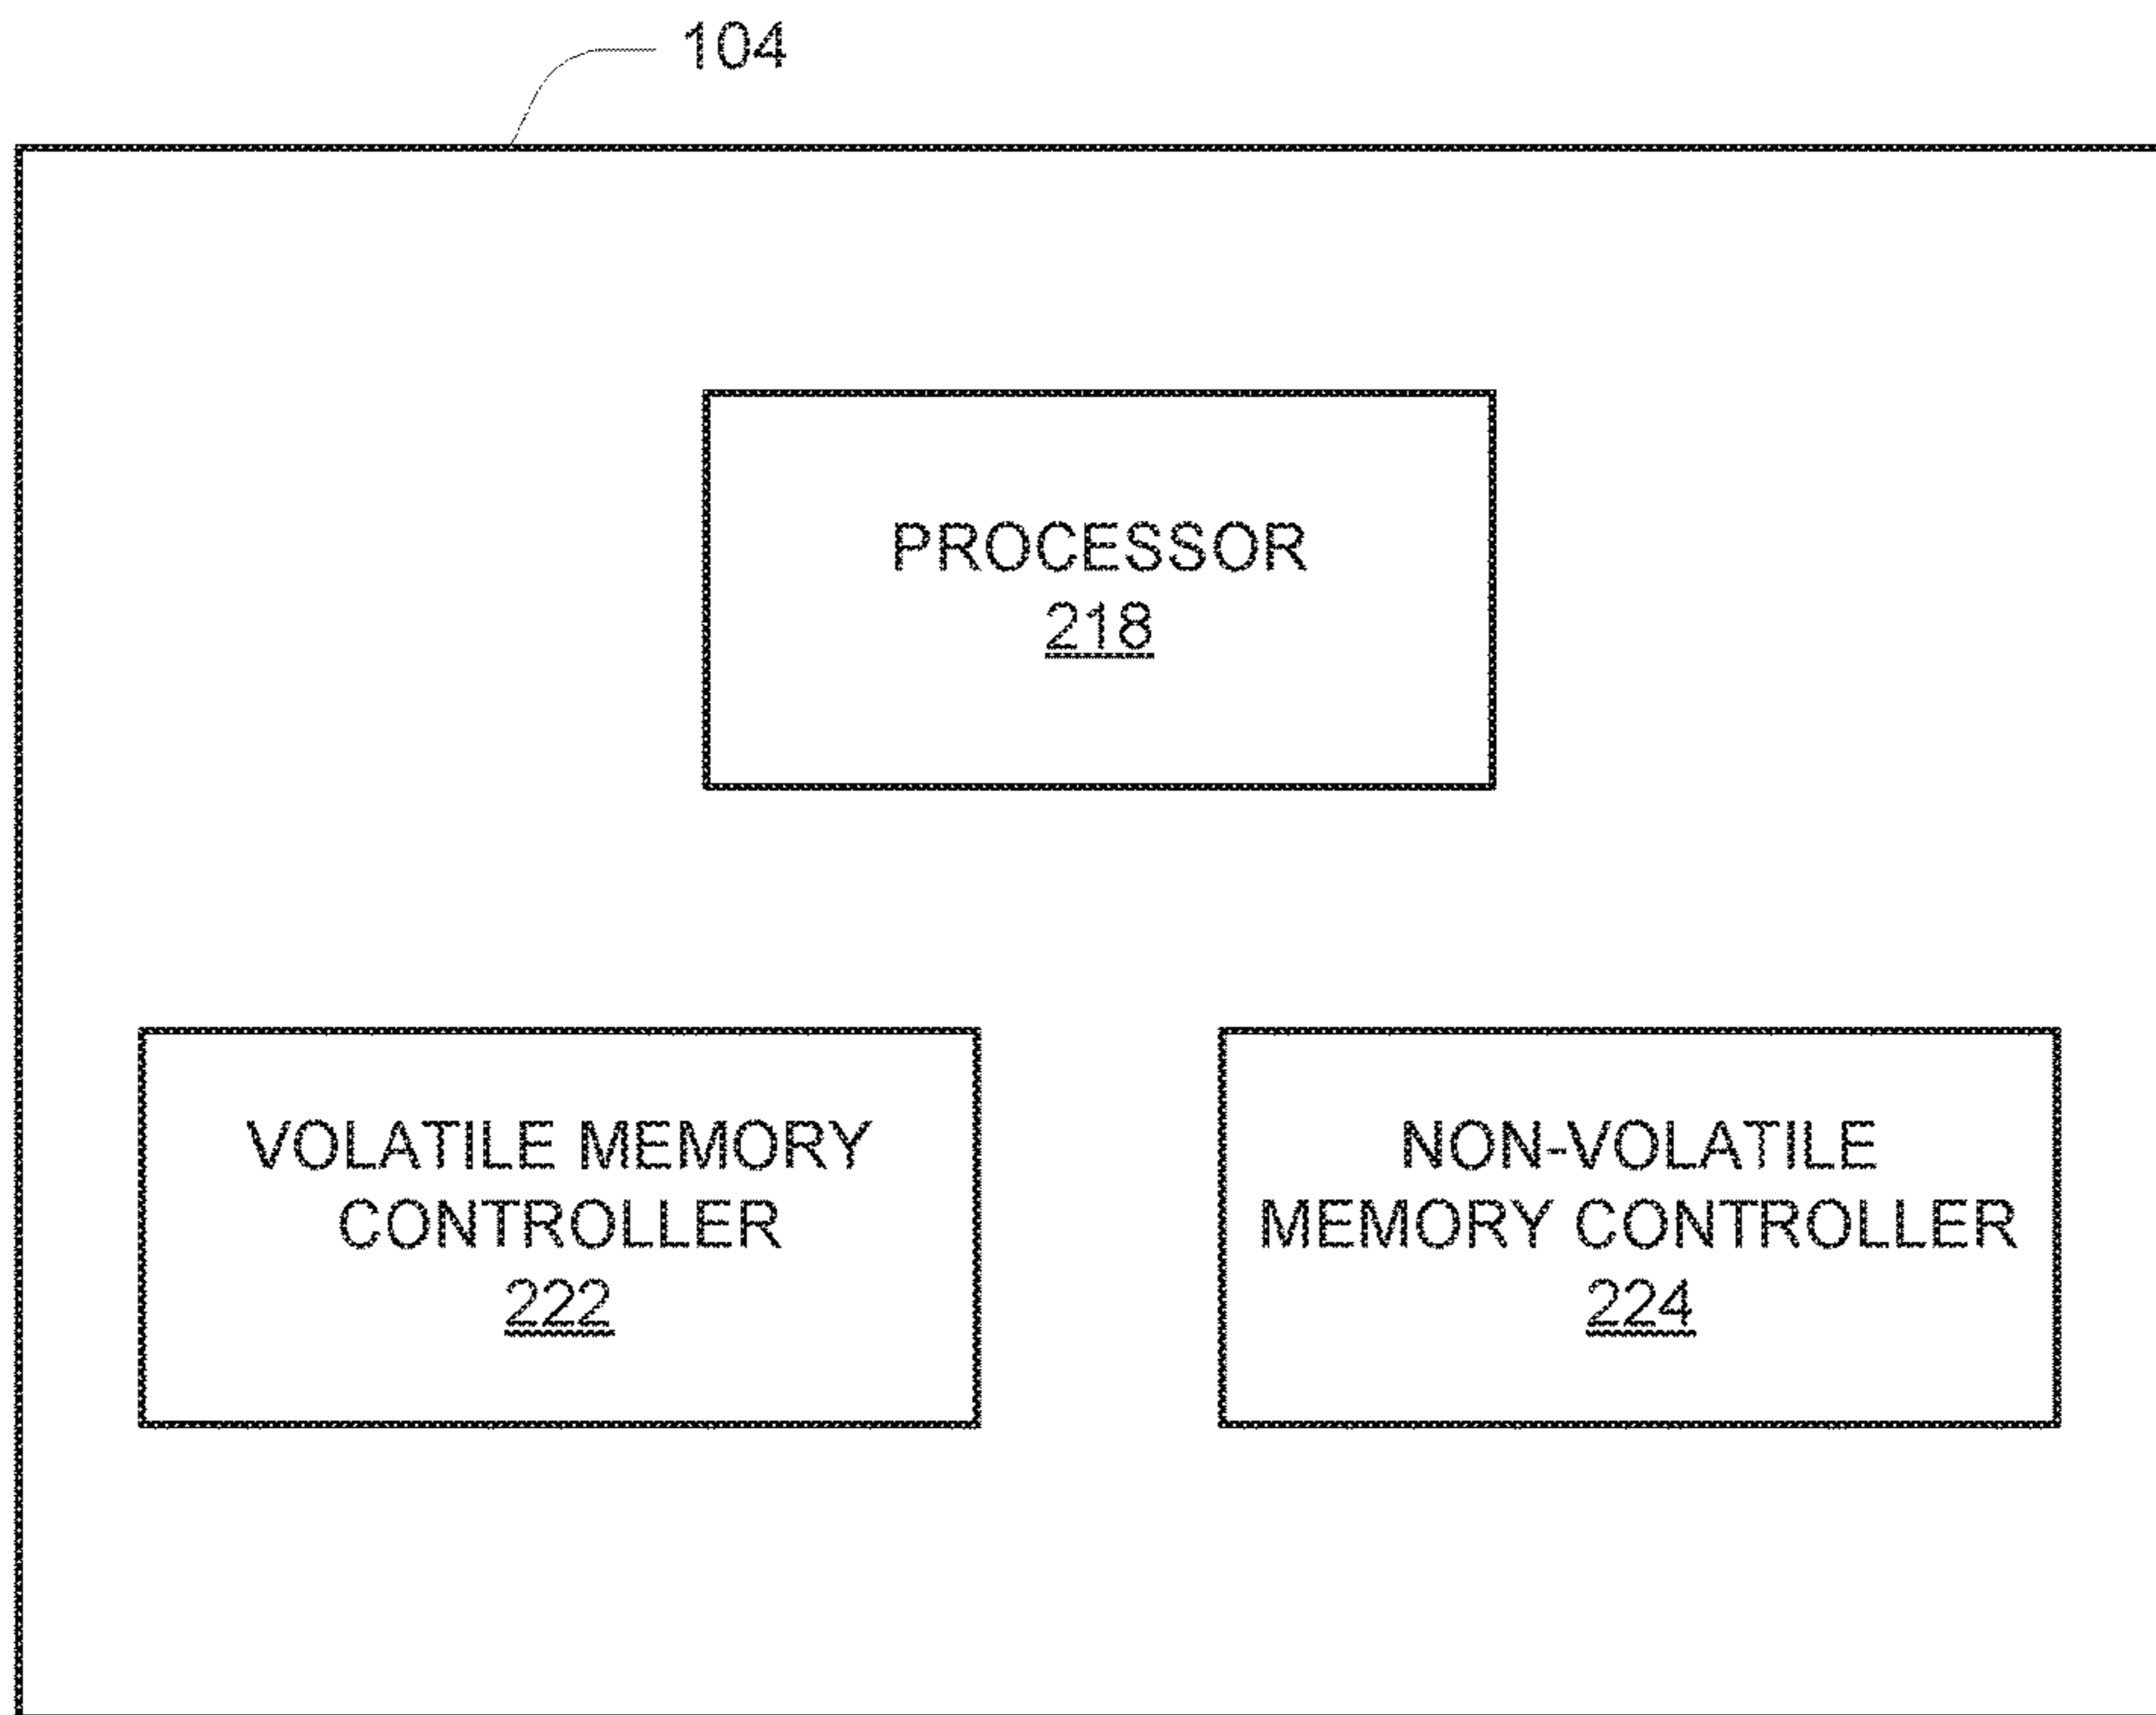 104
PROCESSOR
218
VOLATILE MEMORY
CONTROLLER
222
NON-VOLATILE
MEMORY CONTROLLER
224